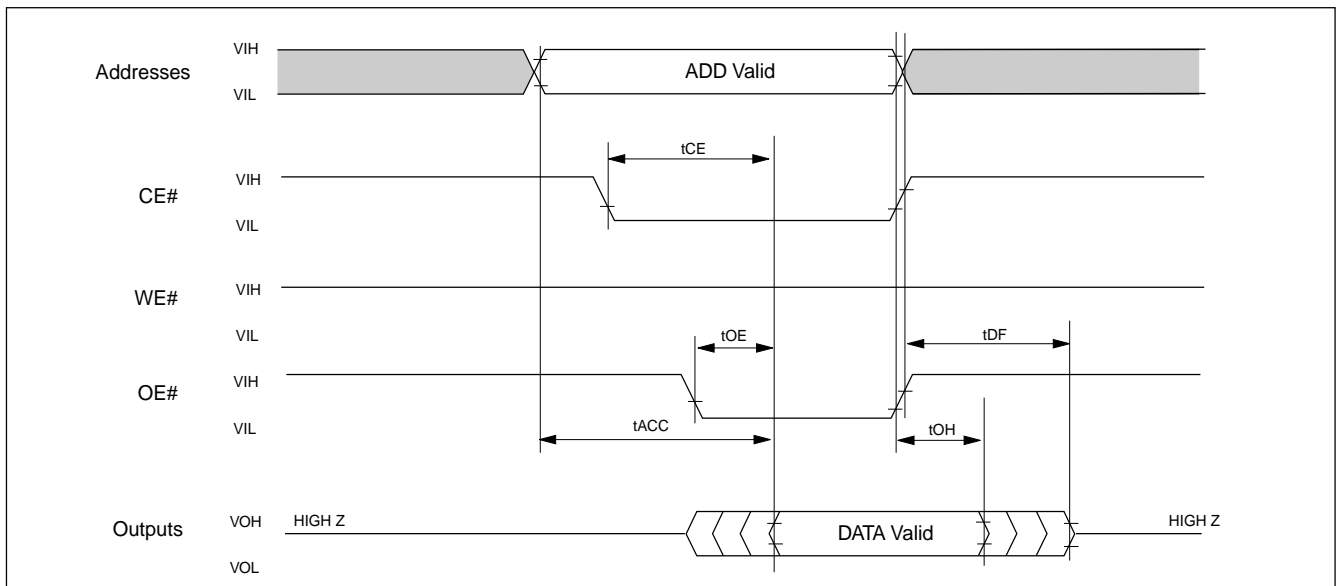 Addresses
VIH
VIL
ADD Valid
tCE
CE#
VIH
VIL
WE#
VIH
VIL
tOE
tDF
OE#
VIH
VIL
tACC
tOH
Outputs
VOH
VOL
HIGH Z
DATA Valid
HIGH Z